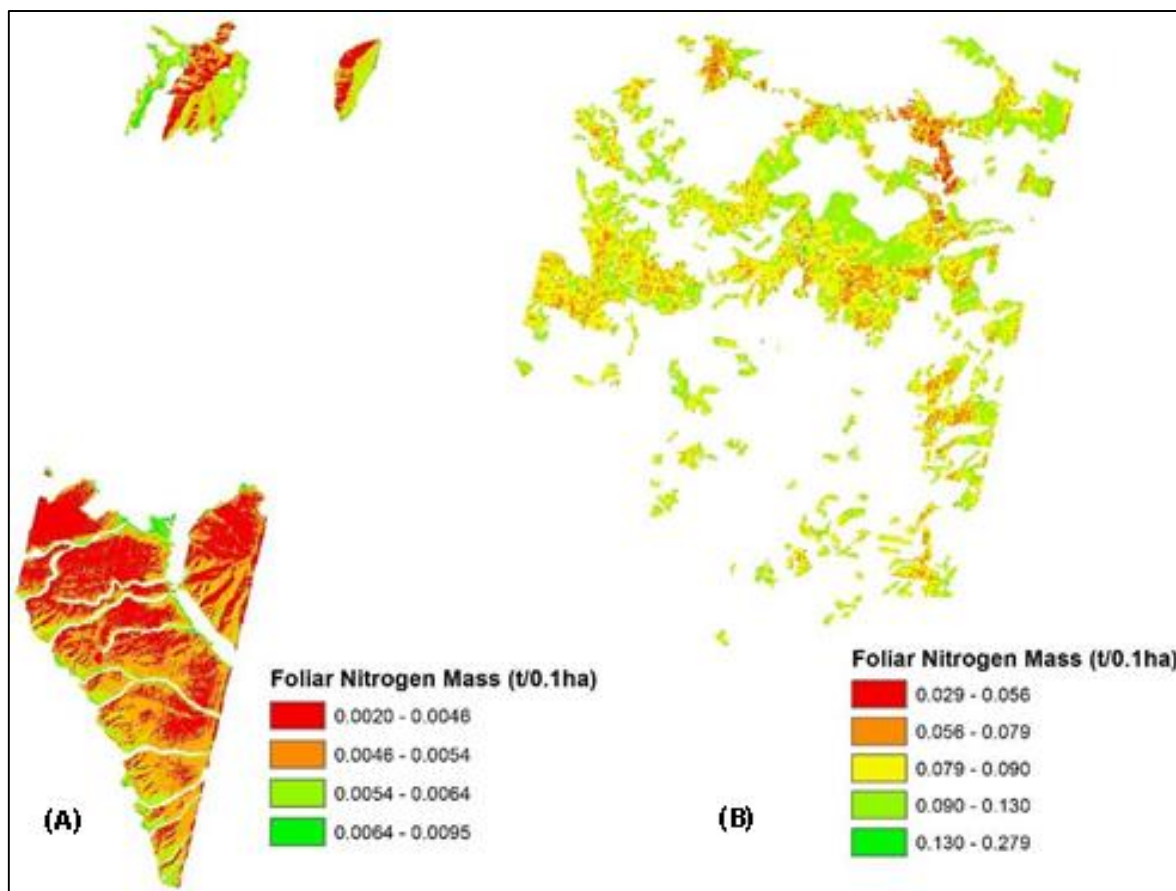 Foliar Nitrogen Mass (t/0.1ha)
0.0020 - 0.0046
0.0046 - 0.0054
0.0054 - 0.0064
0.0064 - 0.0095
(A)
Foliar Nitrogen Mass (t/0.1ha)
0.029 - 0.056
0.056 - 0.079
0.079 - 0.090
0.090 - 0.130
0.130 - 0.279
(B)